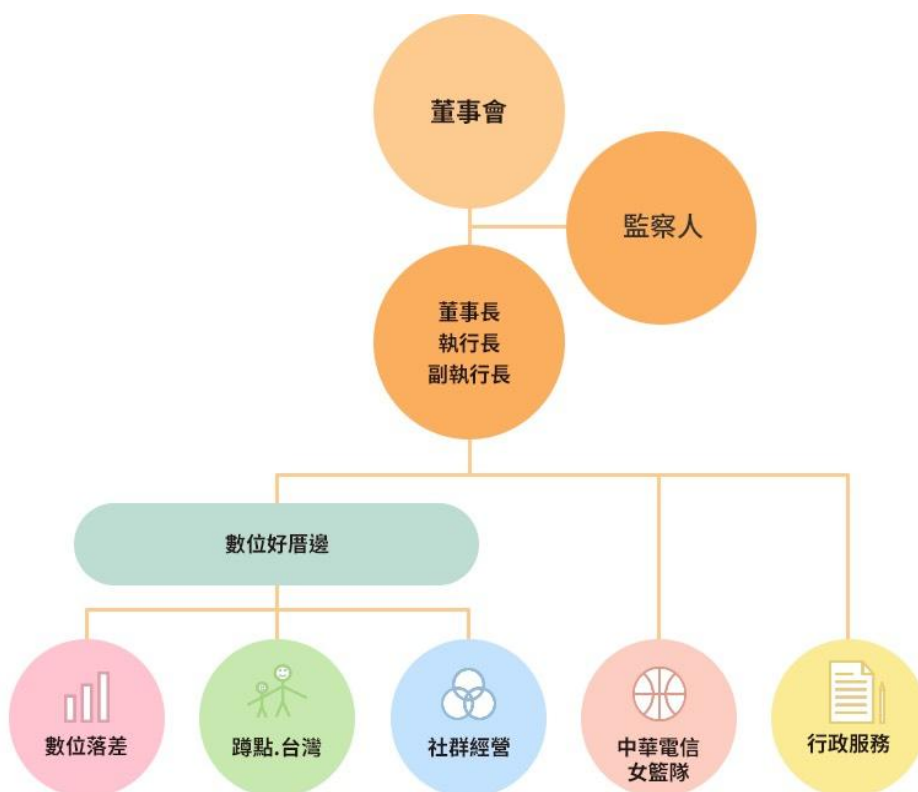 董事會
監察人
董事長
執行長
副執行長
數位好厝邊
數位落差
蹲點.台灣
社群經營
中華電信
女籃隊
行政服務